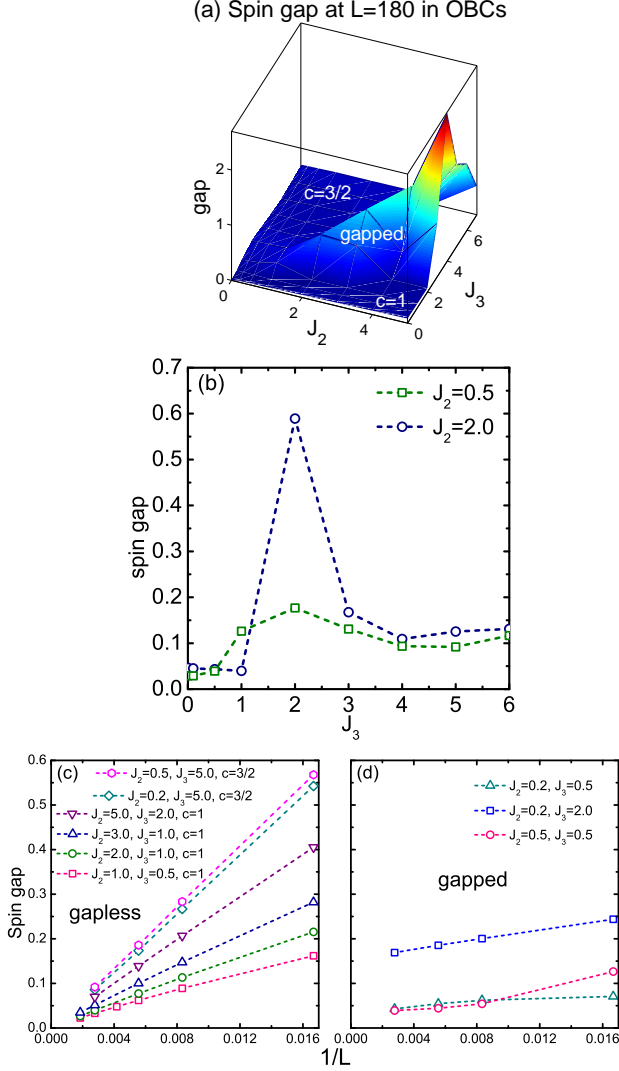 (a) Spin gap at L=180 in OBCs
gap
2
1
0
c=3/2
gapped
c=1
0
2
4
J2
0
2
4
6
J3
(b)
J2=0.5
J2=2.0
spin gap
0.7
0.6
0.5
0.4
0.3
0.2
0.1
0.0
0 1 2 3 4 5 6
J3
(c)
J2=0.5, J3=5.0, c=3/2
J2=0.2, J3=5.0, c=3/2
J2=5.0, J3=2.0, c=1
J2=3.0, J3=1.0, c=1
J2=2.0, J3=1.0, c=1
J2=1.0, J3=0.5, c=1
gapless
Spin gap
0.6
0.5
0.4
0.3
0.2
0.1
0.0
0.000 0.004 0.008 0.012 0.016
(d)
J2=0.2, J3=0.5
J2=0.2, J3=2.0
J2=0.5, J3=0.5
gapped
0.000 0.004 0.008 0.012 0.016
1/L